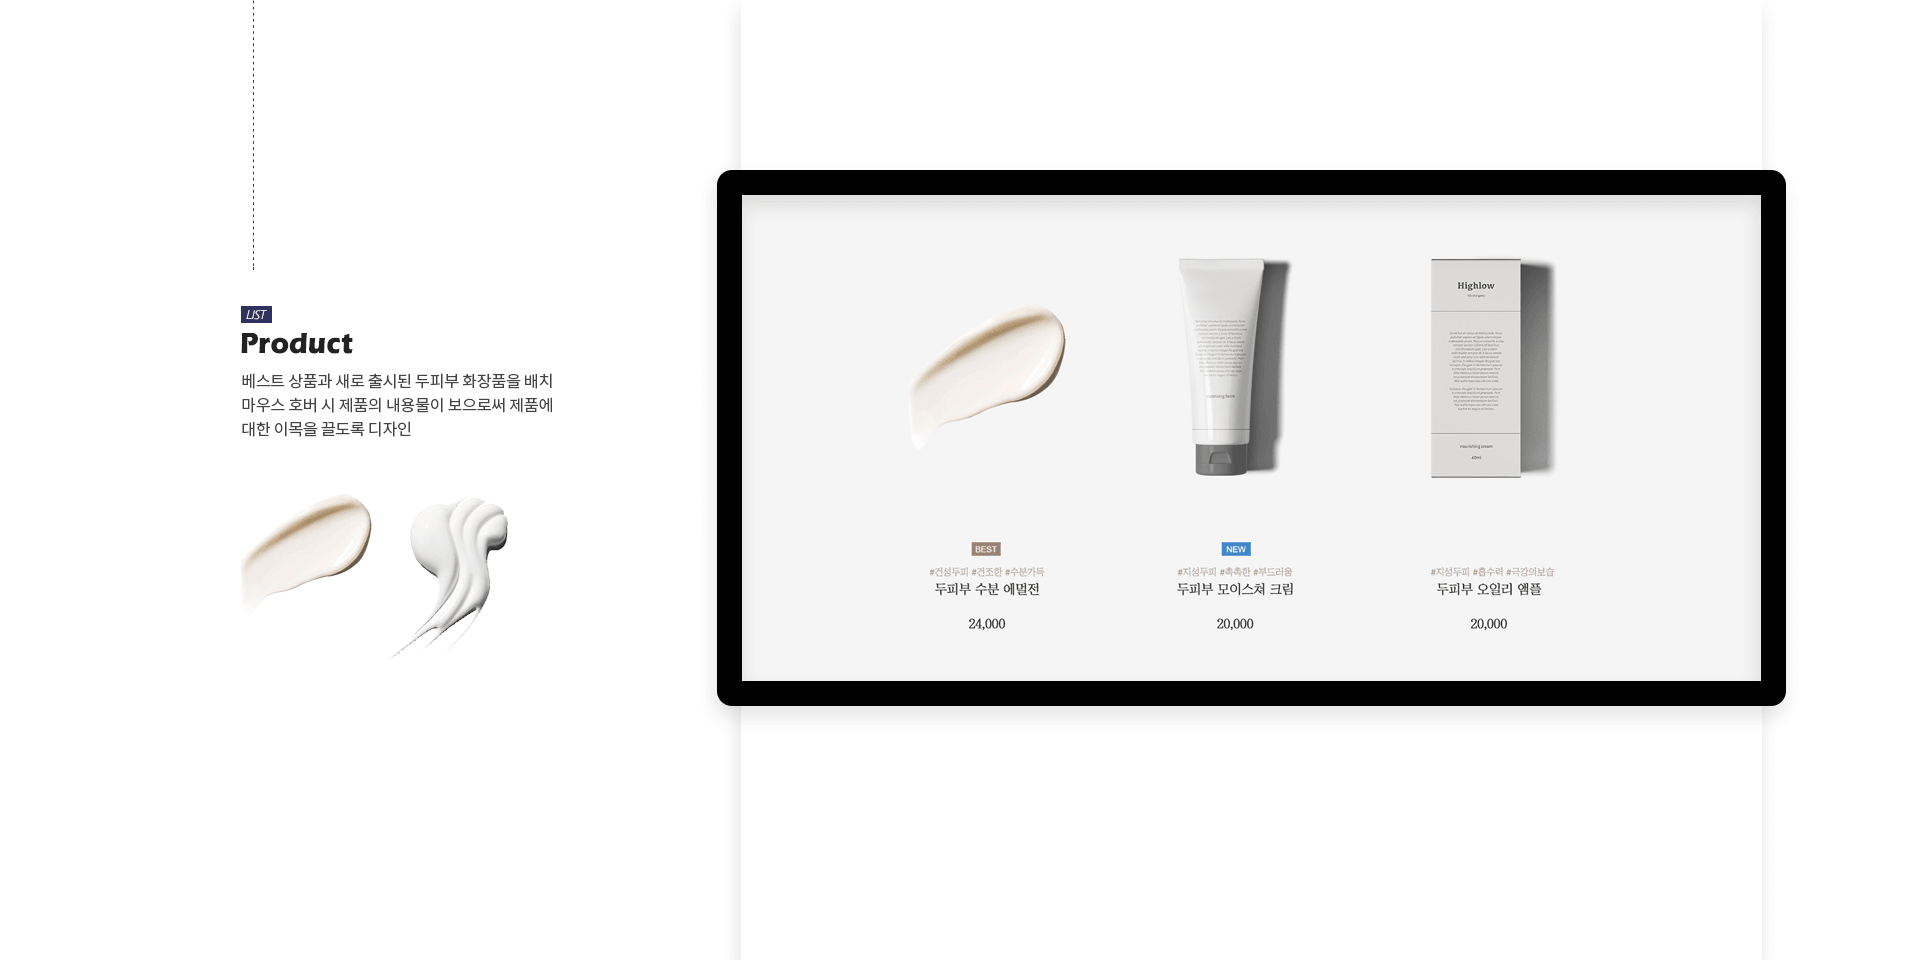 LIST
Product
베스트 상품과 새로 출시된 두피부 화장품을 배치
마우스 호버 시 제품의 내용물이 보으로써 제품에
대한 이목을 끌도록 디자인
Highlow
nourishing cream
40ml
BEST
#건성두피 #건조한 #수분가득
두피부 수분 에멀전
24,000
NEW
#지성두피 #촉촉한 #부드러움
두피부 모이스쳐 크림
20,000
#지성두피 #흡수력 #극강의보습
두피부 오일리 앰플
20,000